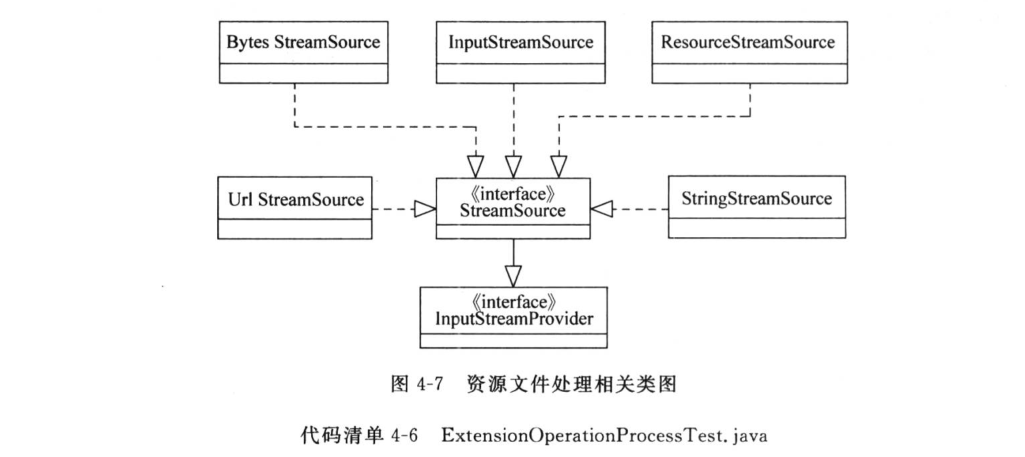 Bytes StreamSource
InputStreamSource
ResourceStreamSource
Url StreamSource
《interface》
StreamSource
StringStreamSource
《interface》
InputStreamProvider
图 4-7 资源文件处理相关类图
代码清单 4-6 ExtensionOperationProcessTest.java